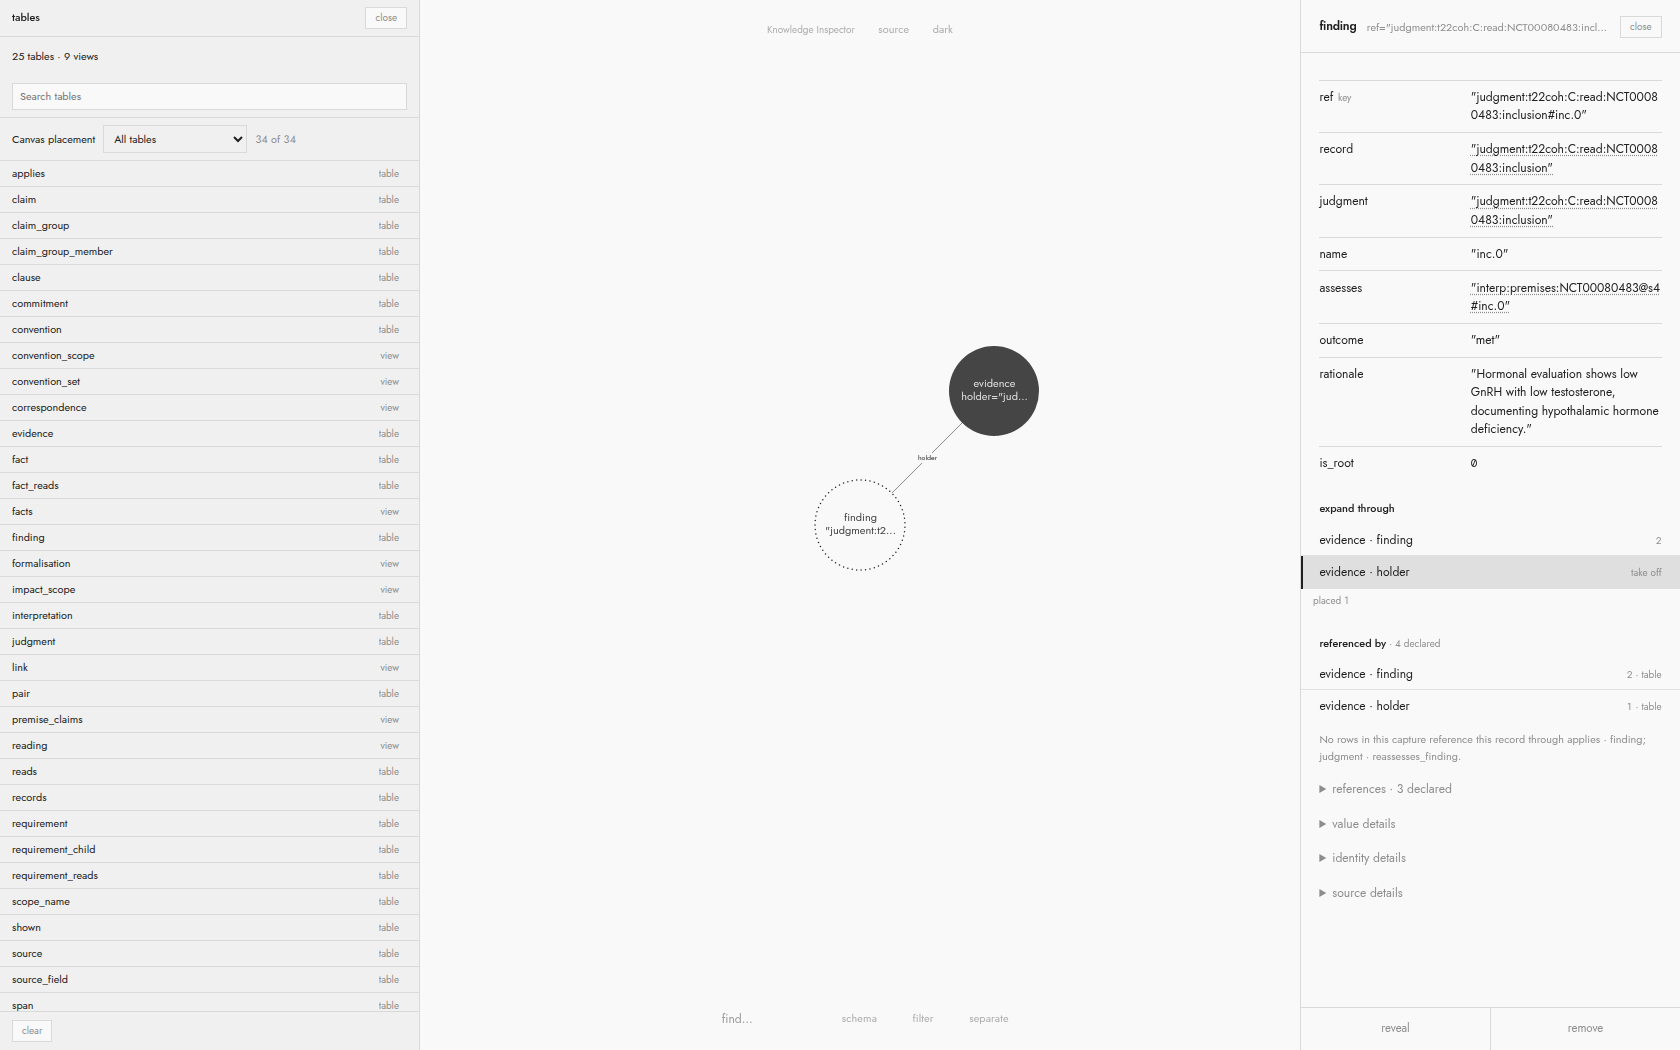 tables
close
25 tables · 9 views
Search tables
Canvas placement
All tables
34 of 34
applies table
claim table
claim_group table
claim_group_member table
clause table
commitment table
convention table
convention_scope view
convention_set view
correspondence table
evidence table
fact table
fact_reads table
facts view
finding table
formalisation view
impact_scope view
interpretation table
judgment table
link view
pair table
premise_claims view
reading view
reads table
records table
requirement table
requirement_child table
requirement_reads table
scope_name table
shown table
source table
source_field table
span table
clear
Knowledge Inspector source dark
evidence
holder="jud...
holder
finding
"judgment:t2...
find... schema filter separate
finding ref="judgment:t22coh:C:read:NCT00080483:incl... close
ref key "judgment:t22coh:C:read:NCT0008
0483:inclusion#inc.0"
record "judgment:t22coh:C:read:NCT0008
0483:inclusion"
judgment "judgment:t22coh:C:read:NCT0008
0483:inclusion"
name "inc.0"
assesses "interp:premises:NCT00080483@s4
#inc.0"
outcome "met"
rationale "Hormonal evaluation shows low
GnRH with low testosterone,
documenting hypothalamic hormone
deficiency."
is_root 0
expand through
evidence · finding 2
evidence · holder take off
placed 1
referenced by · 4 declared
evidence · finding 2 · table
evidence · holder 1 · table
No rows in this capture reference this record through applies · finding;
judgment · reassesses_finding.
▶ references · 3 declared
▶ value details
▶ identity details
▶ source details
reveal remove